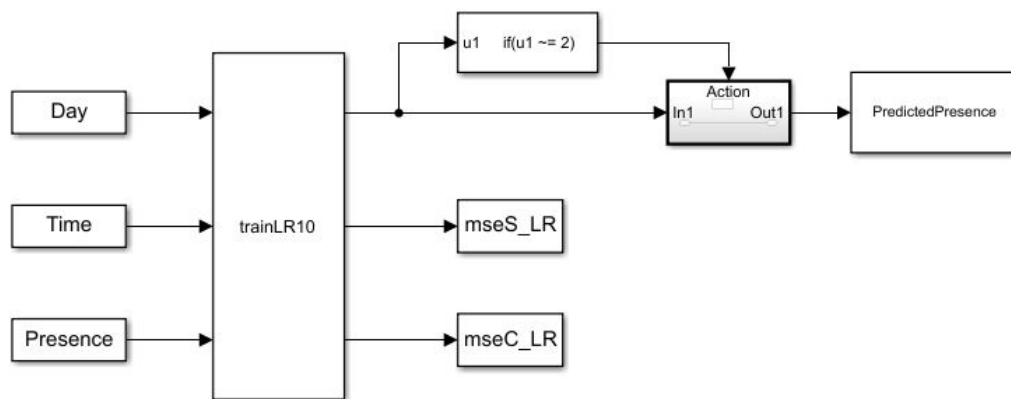 u1 if(u1 ~= 2)
Day
Action
In1 Out1
PredictedPresence
Time
trainLR10
mseS_LR
Presence
mseC_LR